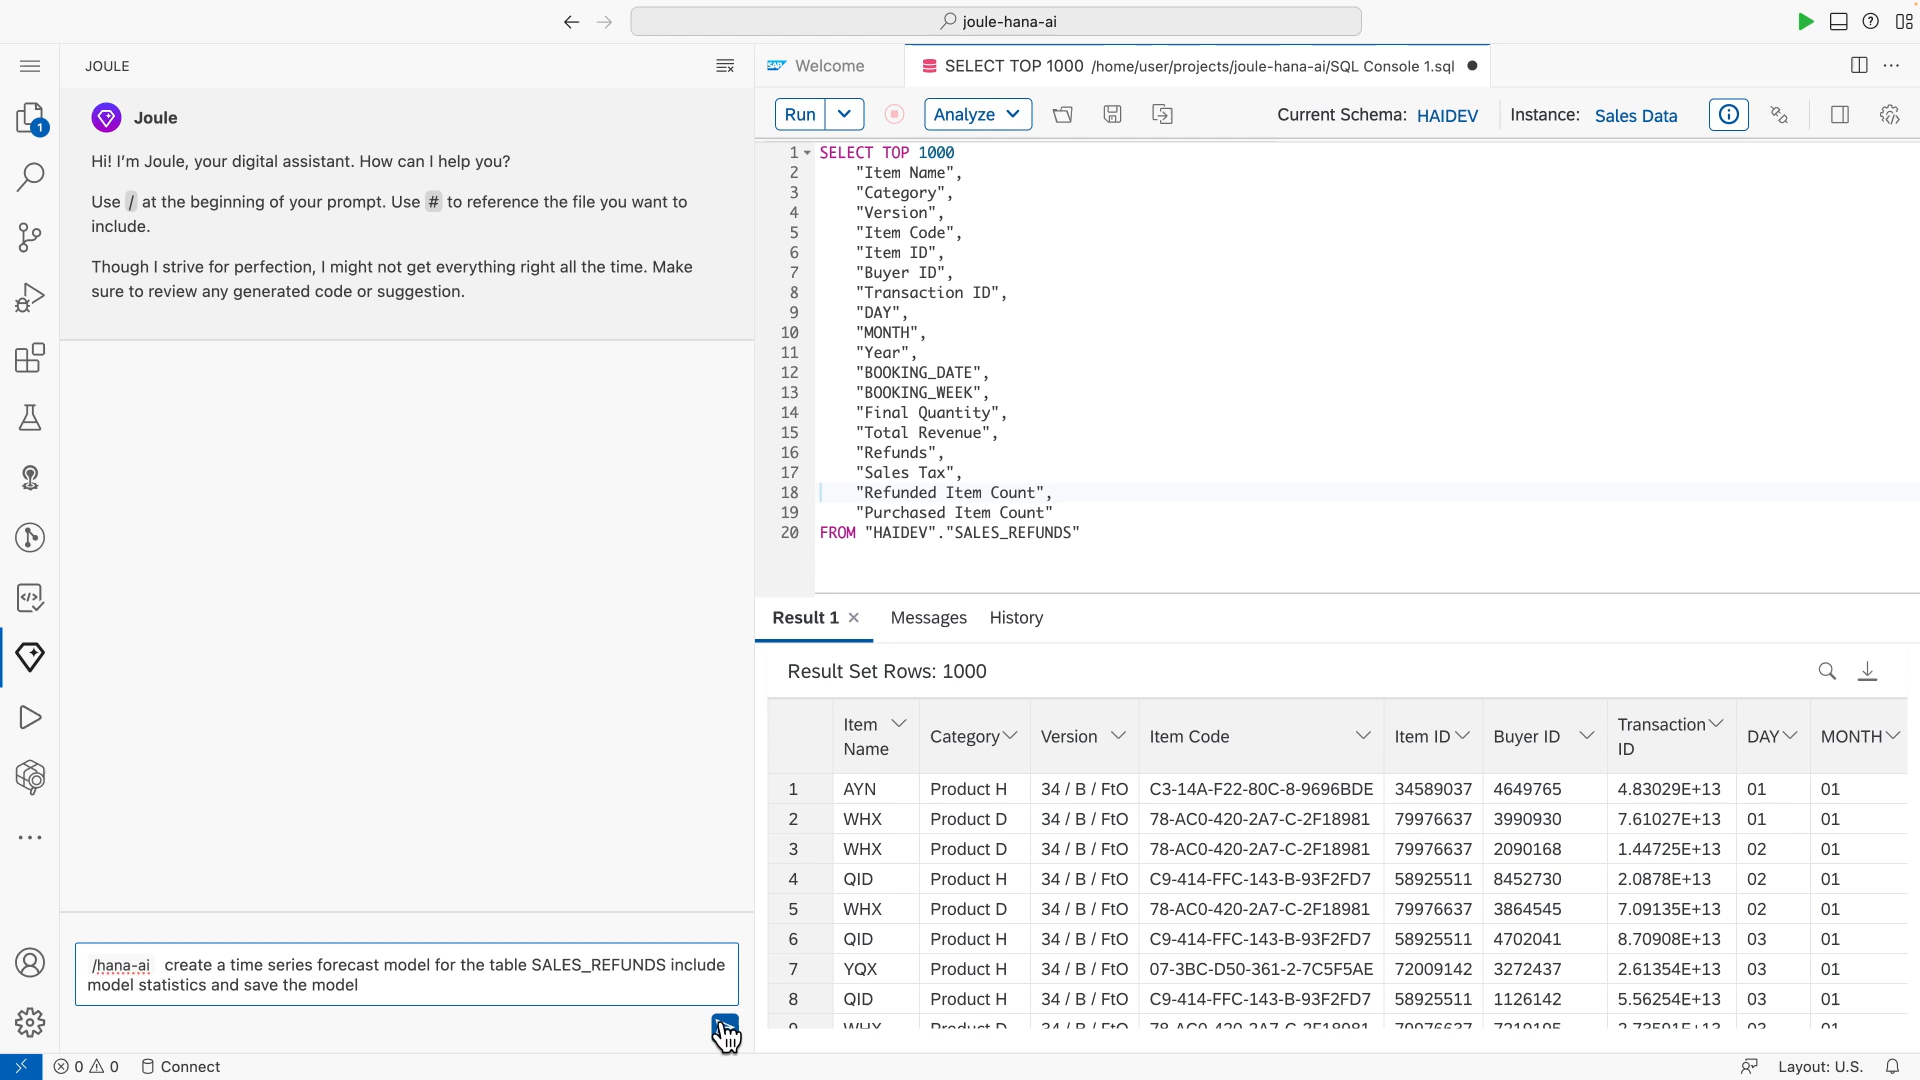 joule-hana-ai
JOULE
Joule
Hi! I'm Joule, your digital assistant. How can I help you?
Use / at the beginning of your prompt. Use # to reference the file you want to
include.
Though I strive for perfection, I might not get everything right all the time. Make
sure to review any generated code or suggestion.
1
/hana-ai create a time series forecast model for the table SALES_REFUNDS include
model statistics and save the model
SAP Welcome
SELECT TOP 1000 /home/user/projects/joule-hana-ai/SQL Console 1.sql
Run Analyze Current Schema: HAIDEV Instance: Sales Data
1 SELECT TOP 1000
2 "Item Name",
3 "Category",
4 "Version",
5 "Item Code",
6 "Item ID",
7 "Buyer ID",
8 "Transaction ID",
9 "DAY",
10 "MONTH",
11 "Year",
12 "BOOKING_DATE",
13 "BOOKING_WEEK",
14 "Final Quantity",
15 "Total Revenue",
16 "Refunds",
17 "Sales Tax",
18 "Refunded Item Count",
19 "Purchased Item Count"
20 FROM "HAIDEV"."SALES_REFUNDS"
Result 1 Messages History
Result Set Rows: 1000
Item Name Category Version Item Code Item ID Buyer ID Transaction ID DAY MONTH
1 AYN Product H 34 / B / FtO C3-14A-F22-80C-8-9696BDE 34589037 4649765 4.83029E+13 01 01
2 WHX Product D 34 / B / FtO 78-AC0-420-2A7-C-2F18981 79976637 3990930 7.61027E+13 01 01
3 WHX Product D 34 / B / FtO 78-AC0-420-2A7-C-2F18981 79976637 2090168 1.44725E+13 02 01
4 QID Product H 34 / B / FtO C9-414-FFC-143-B-93F2FD7 58925511 8452730 2.0878E+13 02 01
5 WHX Product D 34 / B / FtO 78-AC0-420-2A7-C-2F18981 79976637 3864545 7.09135E+13 02 01
6 QID Product H 34 / B / FtO C9-414-FFC-143-B-93F2FD7 58925511 4702041 8.70908E+13 03 01
7 YQX Product H 34 / B / FtO 07-3BC-D50-361-2-7C5F5AE 72009142 3272437 2.61354E+13 03 01
8 QID Product H 34 / B / FtO C9-414-FFC-143-B-93F2FD7 58925511 1126142 5.56254E+13 03 01
0 0 Connect Layout: U.S.